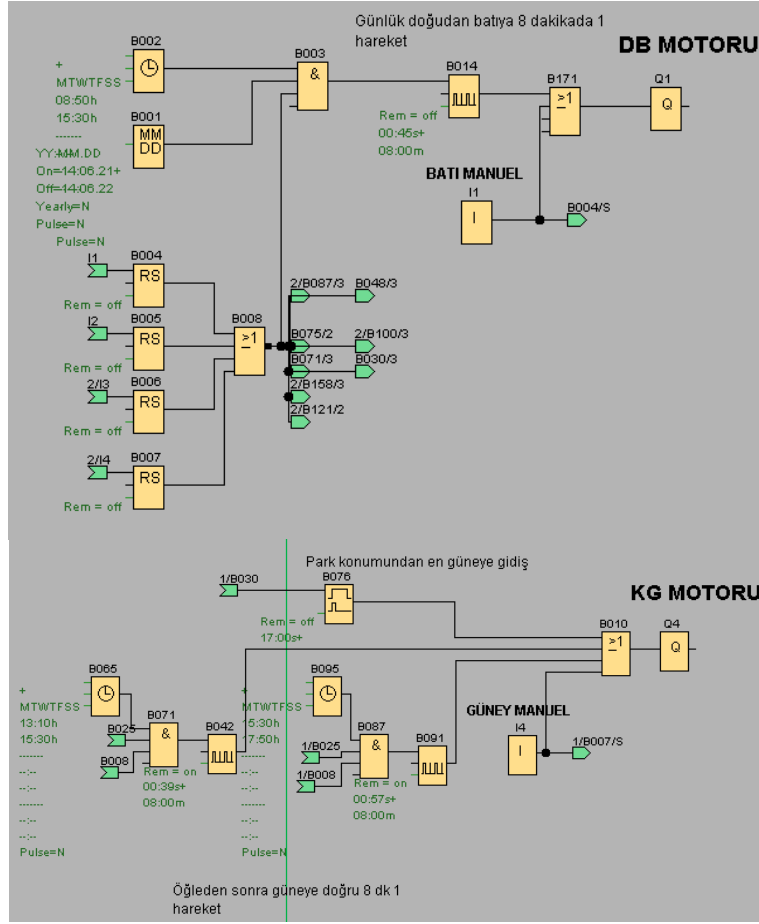 Günlük doğudan batıya 8 dakikada 1
hareket
DB MOTORU
B002
+
MTWTFSS
08:50h
15:30h
-------
B003
&
B014
Rem = off
00:45s+
08:00m
B171
>1
Q1
Q
B001
MM
DD
YY.MM.DD
On=14:06.21+
Off=14:06.22
Yearly=N
Pulse=N
Pulse=N
BATI MANUEL
I1
I
B004/S
I1
B004
RS
Rem = off
I2
B005
RS
Rem = off
B008
>1
2/I3
B006
RS
Rem = off
2/I4
B007
RS
Rem = off
2/B087/3
B048/3
B075/2
2/B100/3
B071/3
B030/3
2/B158/3
2/B121/2
Park konumundan en güneye gidiş
KG MOTORU
1/B030
B076
Rem = off
17:00s+
B010
>1
Q4
Q
B065
+
MTWTFSS
13:10h
15:30h
-------
--:--
--:--
-------
--:--
--:--
Pulse=N
B071
&
B025
B008
B042
Rem = on
00:39s+
08:00m
B095
+
MTWTFSS
15:30h
17:50h
-------
--:--
--:--
-------
--:--
--:--
Pulse=N
B087
&
1/B025
1/B008
B091
Rem = on
00:57s+
08:00m
GÜNEY MANUEL
I4
I
1/B007/S
Öğleden sonra güneye doğru 8 dk 1
hareket